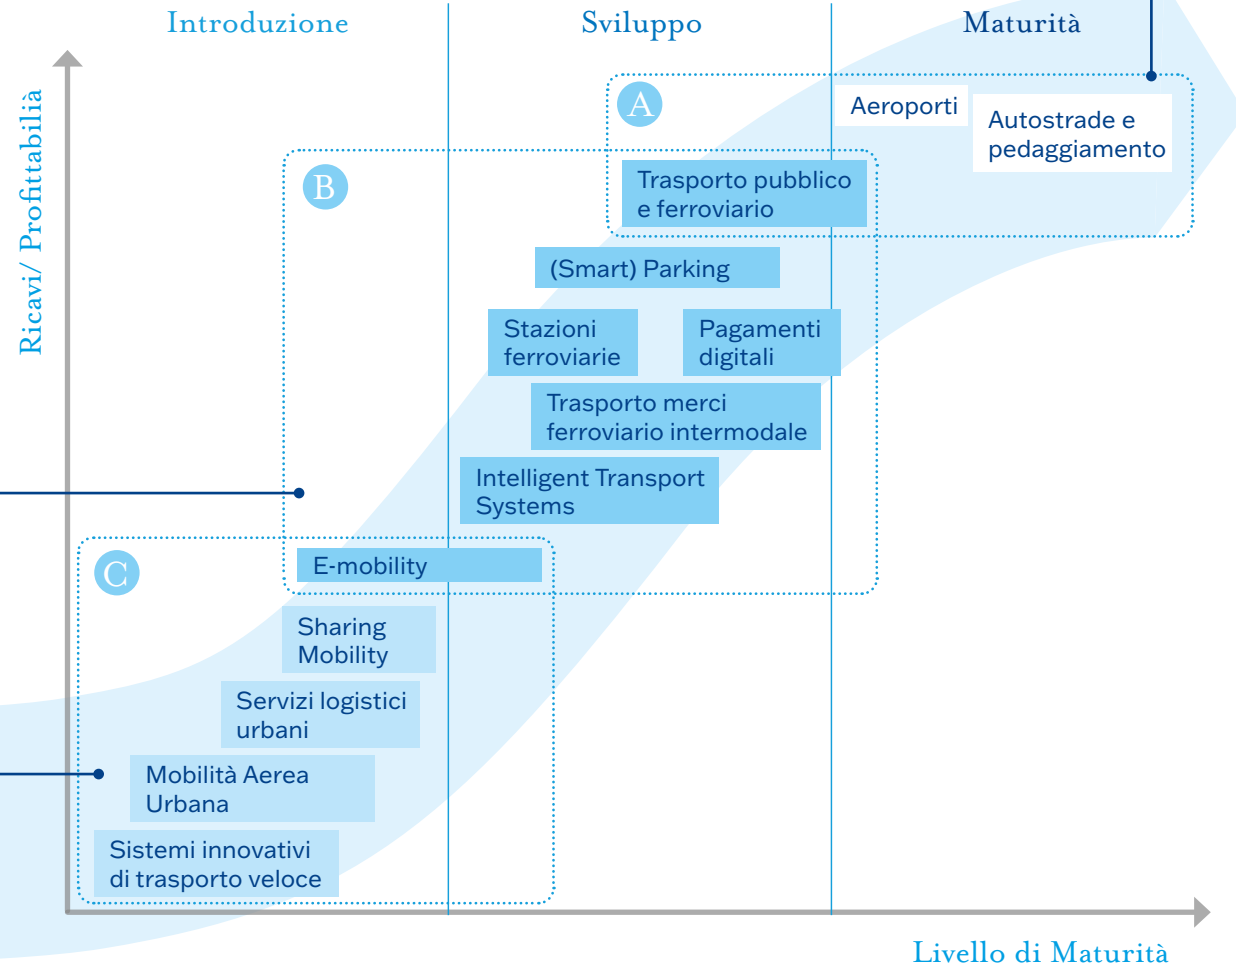 Introduzione
Sviluppo
Maturità
Ricavi/ Profittabilià
A
Aeroporti
Autostrade e
pedaggiamento
B
Trasporto pubblico
e ferroviario
(Smart) Parking
Stazioni
ferroviarie
Pagamenti
digitali
Trasporto merci
ferroviario intermodale
Intelligent Transport
Systems
C
E-mobility
Sharing
Mobility
Servizi logistici
urbani
Mobilità Aerea
Urbana
Sistemi innovativi
di trasporto veloce
Livello di Maturità